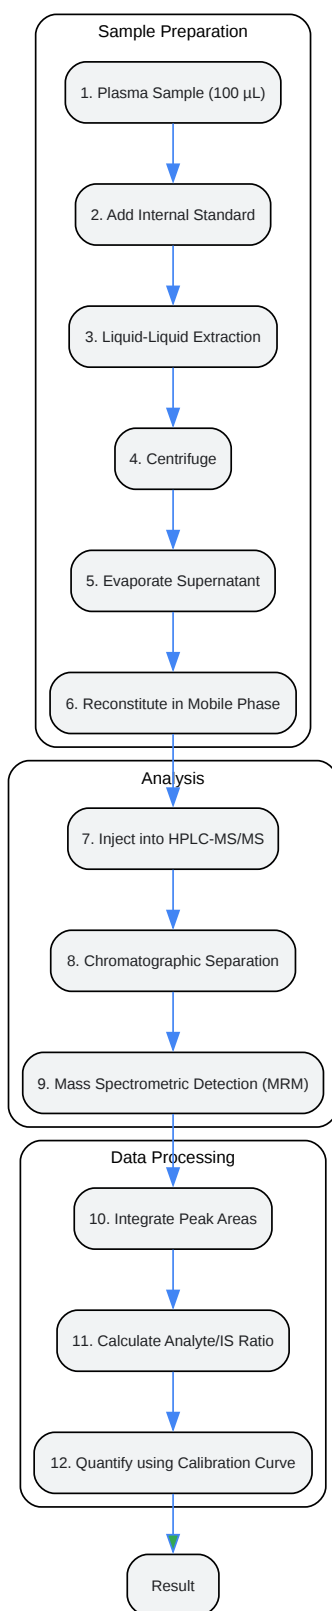 Sample Preparation
1. Plasma Sample (100 µL)
2. Add Internal Standard
3. Liquid-Liquid Extraction
4. Centrifuge
5. Evaporate Supernatant
6. Reconstitute in Mobile Phase
Analysis
7. Inject into HPLC-MS/MS
8. Chromatographic Separation
9. Mass Spectrometric Detection (MRM)
Data Processing
10. Integrate Peak Areas
11. Calculate Analyte/IS Ratio
12. Quantify using Calibration Curve
Result